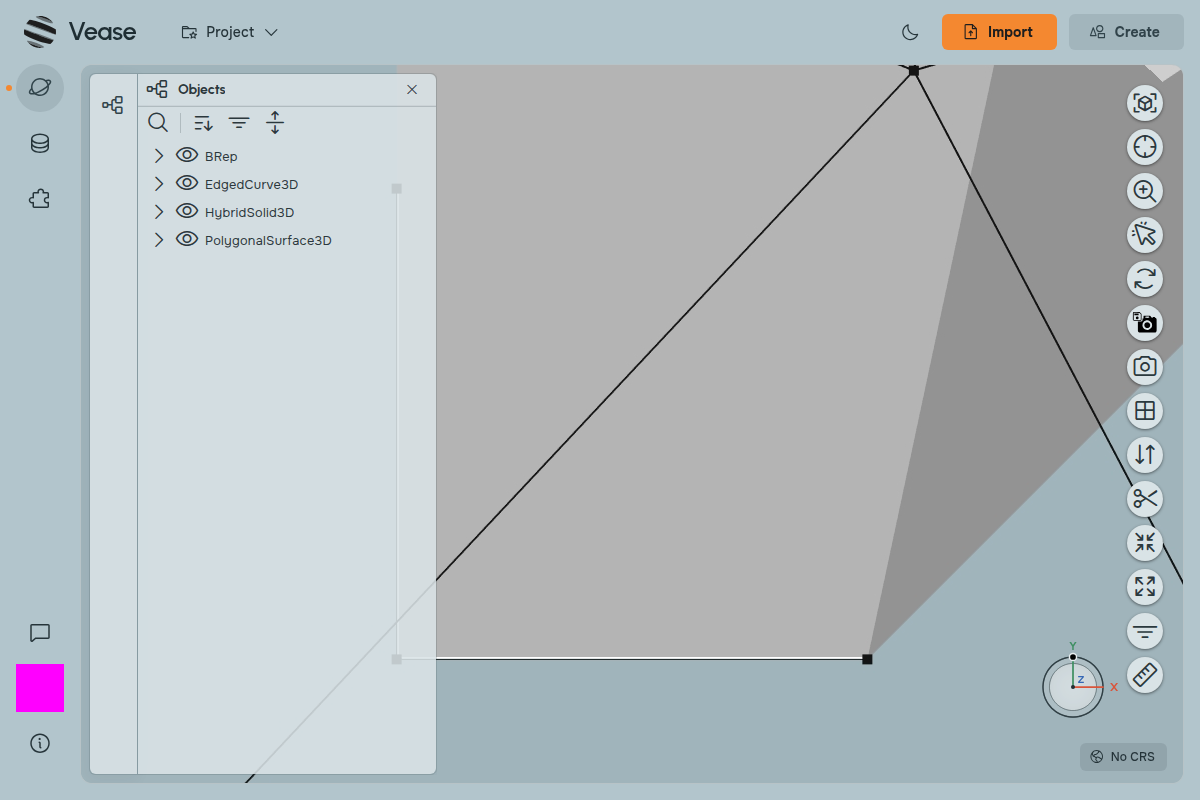 Vease
Project
Import
Create
Objects
BRep
EdgedCurve3D
HybridSolid3D
PolygonalSurface3D
Y
Z
X
No CRS